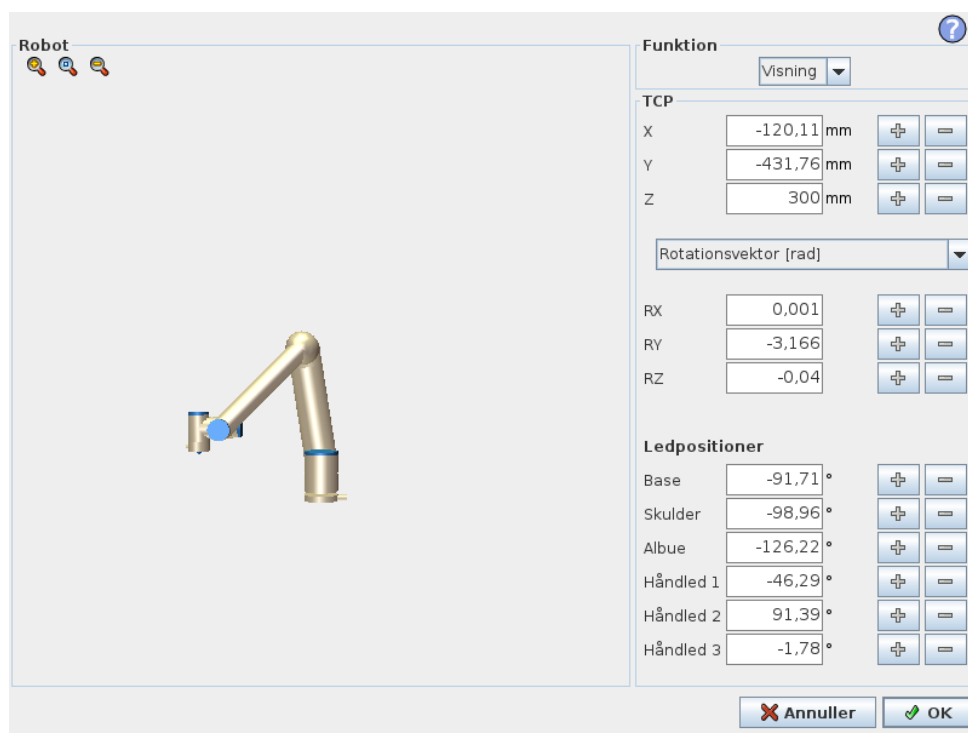 Robot
Funktion
?
Visning
TCP
X -120,11 mm
Y -431,76 mm
Z 300 mm
Rotationsvektor [rad]
RX 0,001
RY -3,166
RZ -0,04
Ledpositioner
Base -91,71 °
Skulder -98,96 °
Albue -126,22 °
Håndled 1 -46,29 °
Håndled 2 91,39 °
Håndled 3 -1,78 °
Annuller OK